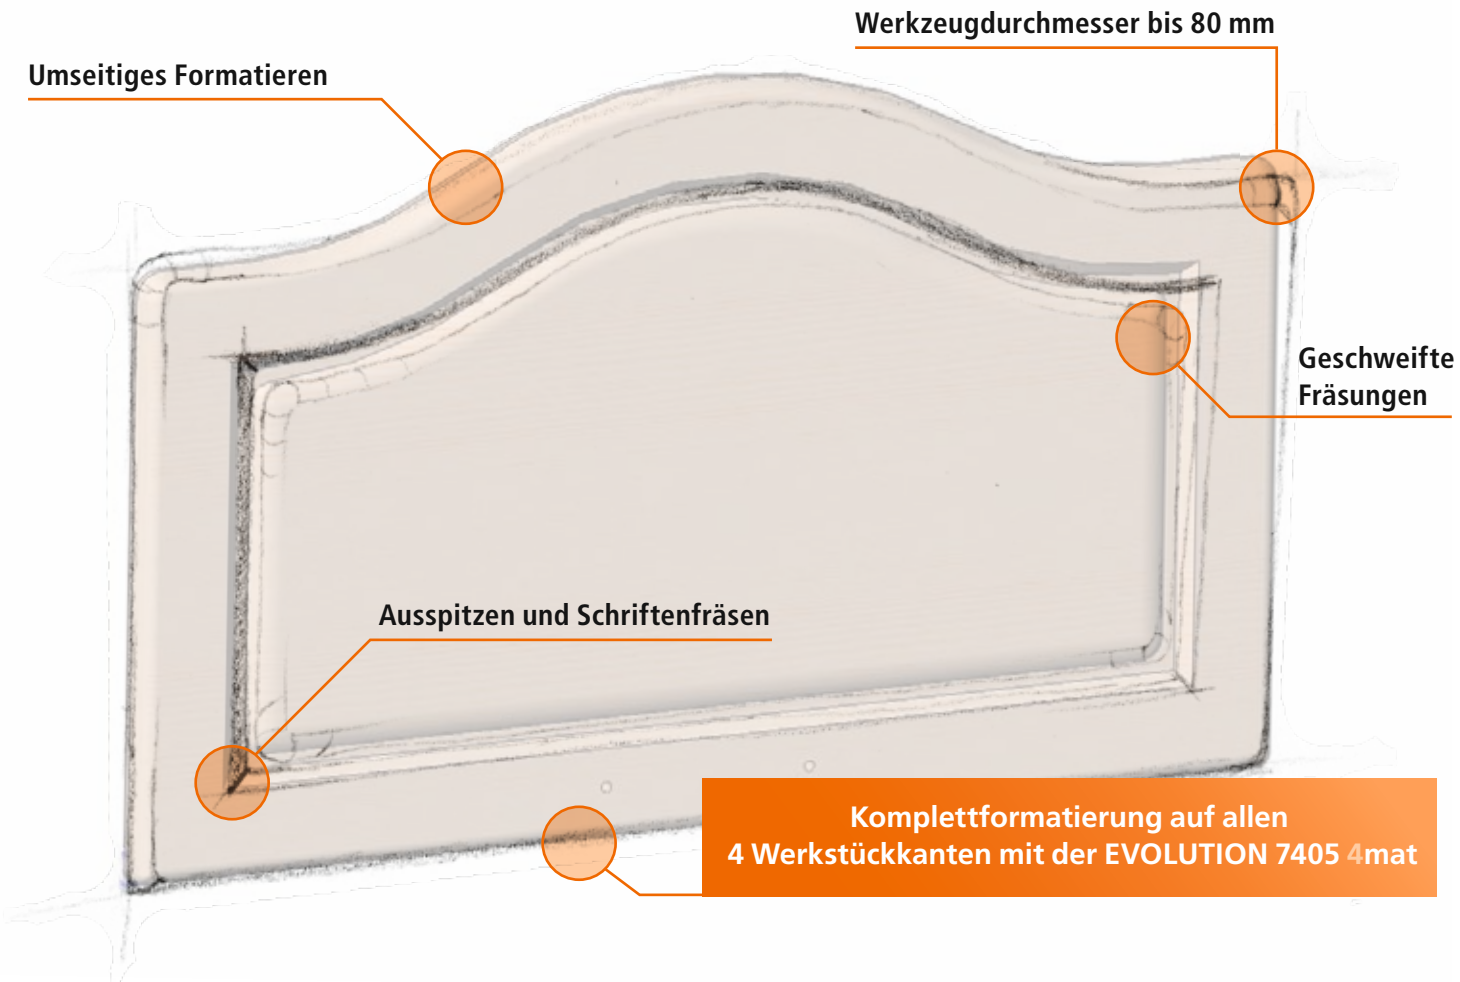 Werkzeugdurchmesser bis 80 mm
Umseitiges Formatieren
Geschweifte
Fräsungen
Ausspitzen und Schriftenfräsen
Komplettformatierung auf allen
4 Werkstückkanten mit der EVOLUTION 7405 4mat